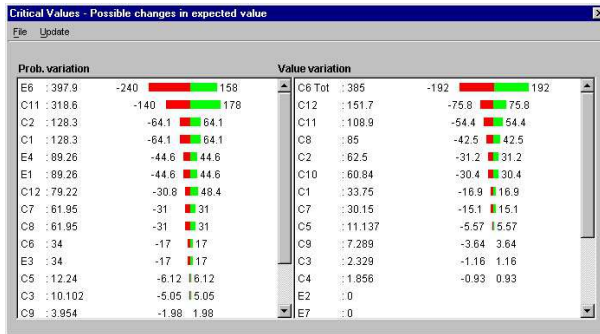 Critical Values - Possible changes in expected value
File Update
Prob. variation
E6 : 397.9 -240 158
C11 : 318.6 -140 178
C2 : 128.3 -64.1 64.1
C1 : 128.3 -64.1 64.1
E4 : 89.26 -44.6 44.6
E1 : 89.26 -44.6 44.6
C12 : 79.22 -30.8 48.4
C7 : 61.95 -31 31
C8 : 61.95 -31 31
C6 : 34 -17 17
E3 : 34 -17 17
C5 : 12.24 -6.12 6.12
C3 : 10.102 -5.05 5.05
C9 : 3.954 -1.98 1.98
Value variation
C6 Tot : 385 -192 192
C12 : 151.7 -75.8 75.8
C11 : 108.9 -54.4 54.4
C8 : 85 -42.5 42.5
C2 : 62.5 -31.2 31.2
C10 : 60.84 -30.4 30.4
C1 : 33.75 -16.9 16.9
C7 : 30.15 -15.1 15.1
C5 : 11.137 -5.57 5.57
C9 : 7.289 -3.64 3.64
C3 : 2.329 -1.16 1.16
C4 : 1.856 -0.93 0.93
E2 : 0
E7 : 0